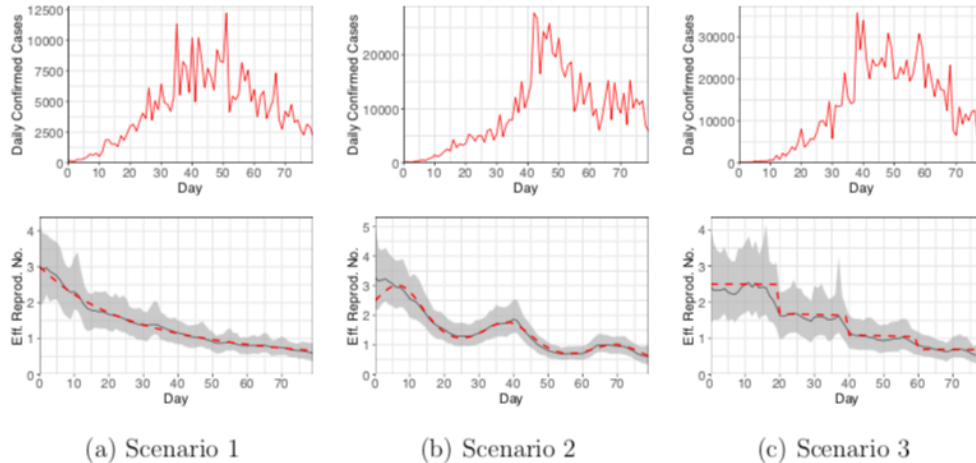 Daily Confirmed Cases
12500
10000
7500
5000
2500
0
0 10 20 30 40 50 60 70
Day
Daily Confirmed Cases
20000
10000
0
0 10 20 30 40 50 60 70
Day
Daily Confirmed Cases
30000
20000
10000
0
0 10 20 30 40 50 60 70
Day
Eff. Reprod. No.
4
3
2
1
0
0 10 20 30 40 50 60 70
Day
Eff. Reprod. No.
5
4
3
2
1
0
0 10 20 30 40 50 60 70
Day
Eff. Reprod. No.
4
3
2
1
0
0 10 20 30 40 50 60 70
Day
(a) Scenario 1
(b) Scenario 2
(c) Scenario 3